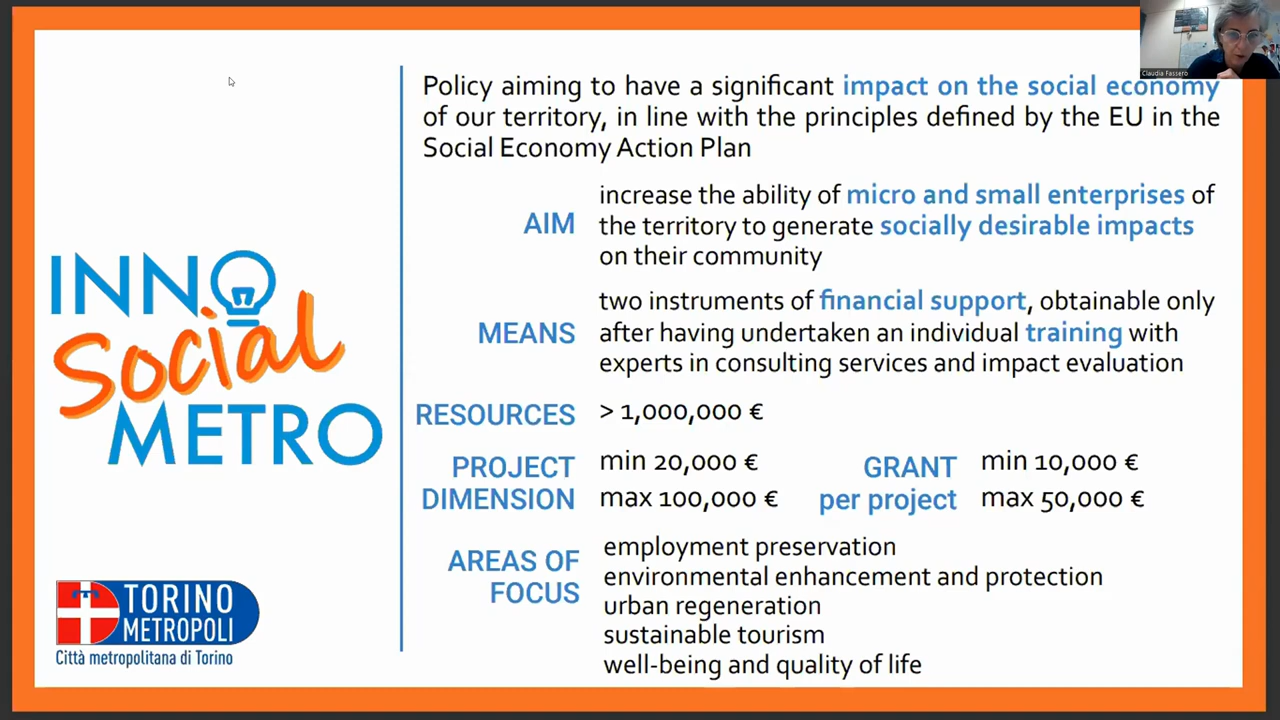 Claudia Fassero
Policy aiming to have a significant impact on the social economy
of our territory, in line with the principles defined by the EU in the
Social Economy Action Plan
AIM
increase the ability of micro and small enterprises of
the territory to generate socially desirable impacts
on their community
MEANS
two instruments of financial support, obtainable only
after having undertaken an individual training with
experts in consulting services and impact evaluation
RESOURCES
> 1,000,000 €
PROJECT
DIMENSION
min 20,000 €
max 100,000 €
GRANT
per project
min 10,000 €
max 50,000 €
AREAS OF
FOCUS
employment preservation
environmental enhancement and protection
urban regeneration
sustainable tourism
well-being and quality of life
INNO
Social
METRO
TORINO
METROPOLI
Città metropolitana di Torino